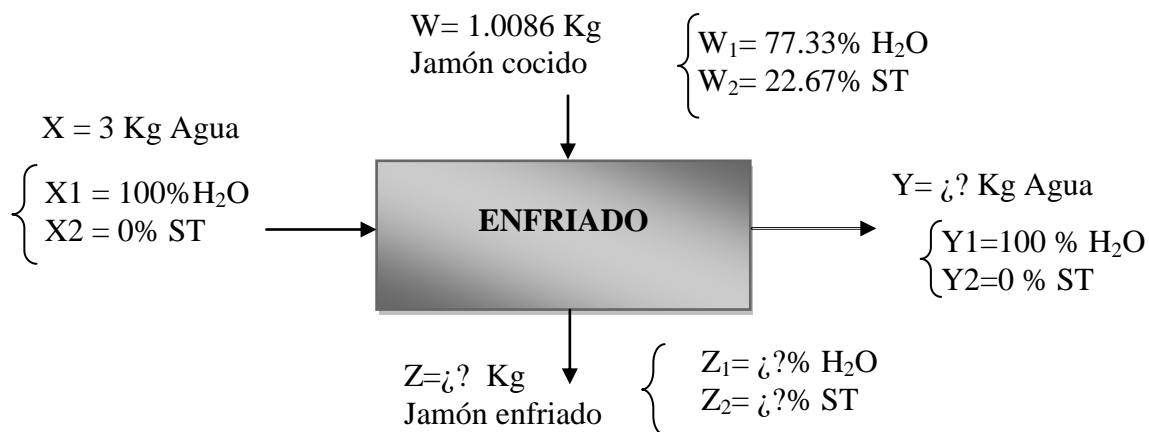 W= 1.0086 Kg
Jamón cocido
W₁= 77.33% H₂O
W₂= 22.67% ST
X = 3 Kg Agua
X1 = 100%H₂O
X2 = 0% ST
ENFRIADO
Y= ¿? Kg Agua
Y1=100 % H₂O
Y2=0 % ST
Z=¿? Kg
Jamón enfriado
Z₁= ¿?% H₂O
Z₂= ¿?% ST